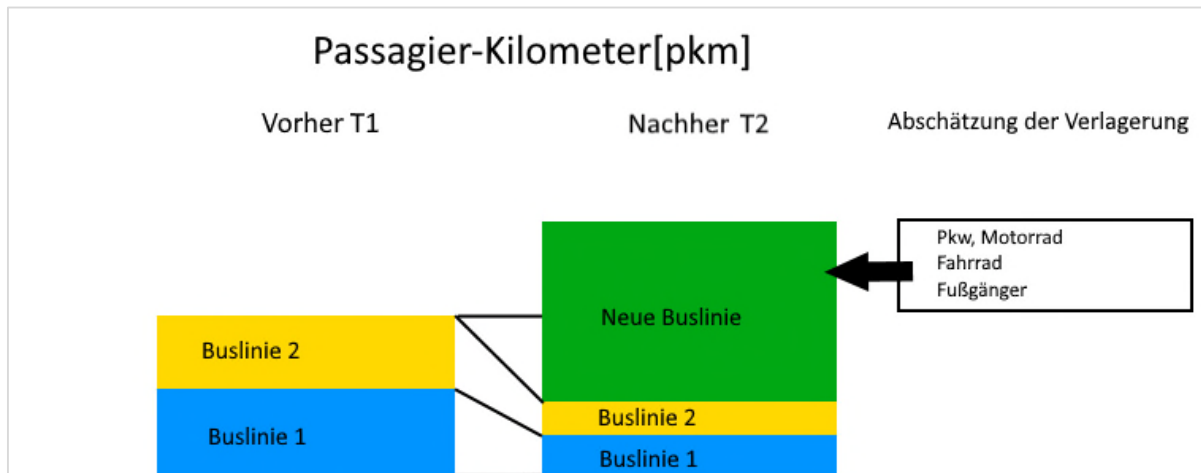 Passagier-Kilometer[pkm]
Vorher T1
Nachher T2
Abschätzung der Verlagerung
Pkw, Motorrad
Fahrrad
Fußgänger
Neue Buslinie
Buslinie 2
Buslinie 1
Buslinie 2
Buslinie 1